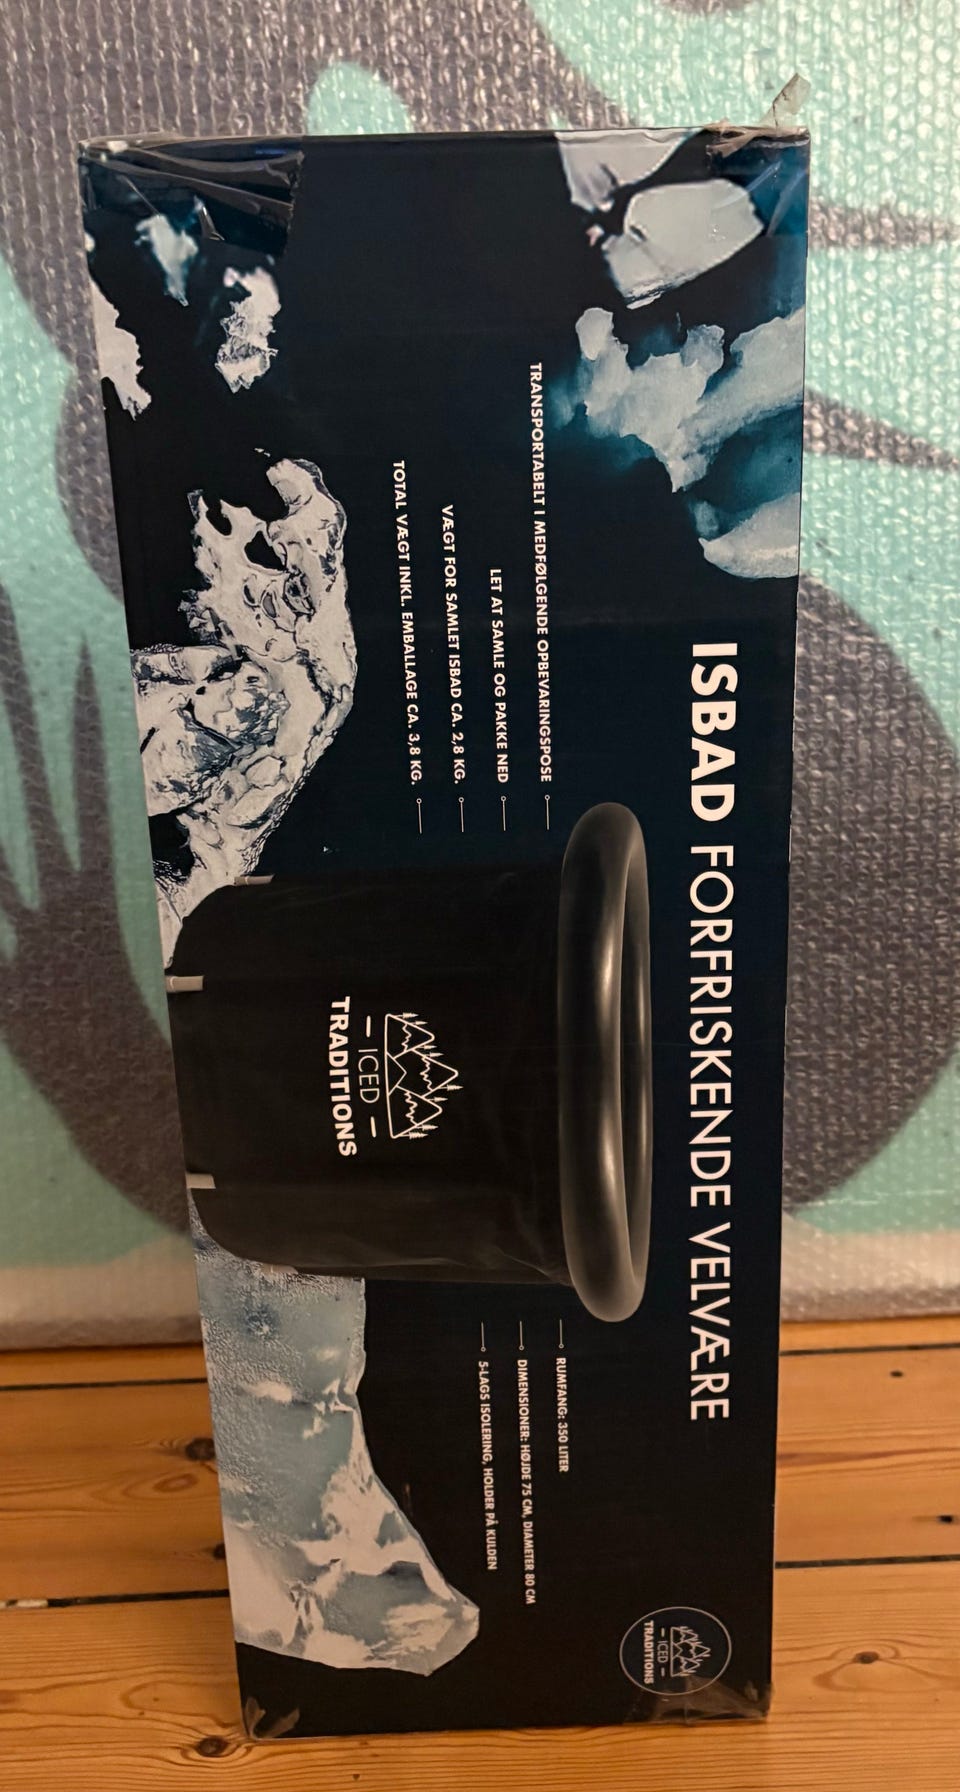 ISBAD FORFRISKENDE VELVÆRE
TRANSPORTABELT I MEDFØLGENDE OPBEVARINGSPOSE
LET AT SAMLE OG PAKKE NED
VÆGT FOR SAMLET ISBAD CA. 2,8 KG.
TOTAL VÆGT INKL. EMBALLAGE CA. 3,8 KG.
– ICED –
TRADITIONS
RUMFANG: 350 LITER
DIMENSIONER: HØJDE 75 CM, DIAMETER 80 CM
5-LAGS ISOLERING, HOLDER PÅ KULDEN
– ICED –
TRADITIONS